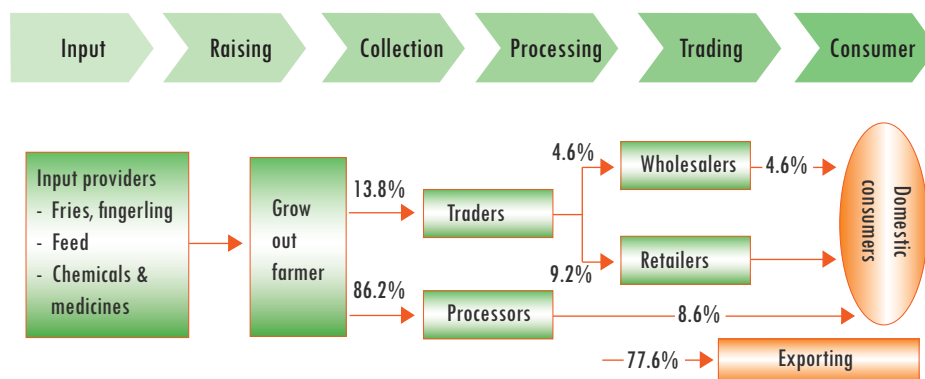 Input
Raising
Collection
Processing
Trading
Consumer
Input providers
- Fries, fingerling
- Feed
- Chemicals &
medicines
Grow
out
farmer
13.8%
86.2%
Traders
Processors
4.6%
9.2%
Wholesalers
Retailers
4.6%
8.6%
Domestic
consumers
77.6%
Exporting